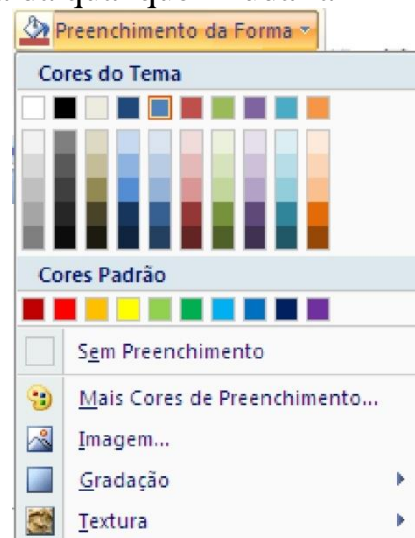 Preenchimento da Forma
Cores do Tema
Cores Padrão
Sem Preenchimento
Mais Cores de Preenchimento...
Imagem...
Gradação
Textura